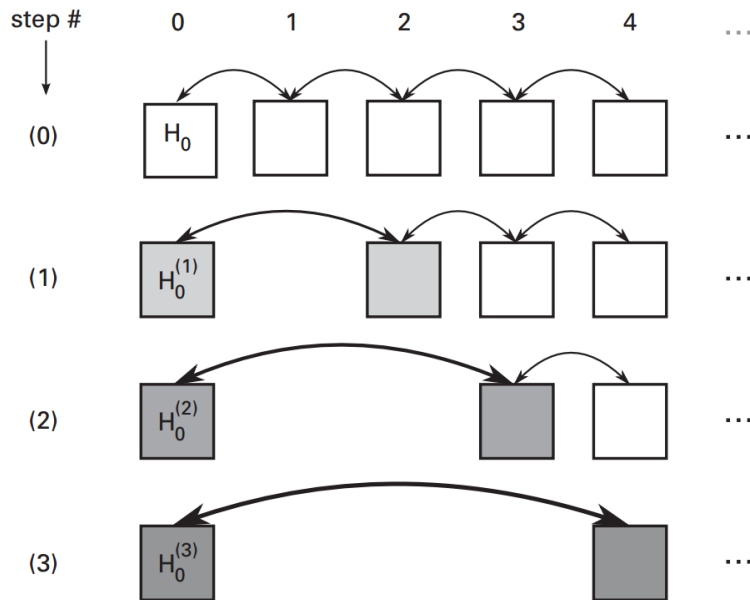 step # 0 1 2 3 4 ...
(0) H₀ ...
(1) H₀⁽¹⁾ ...
(2) H₀⁽²⁾ ...
(3) H₀⁽³⁾ ...